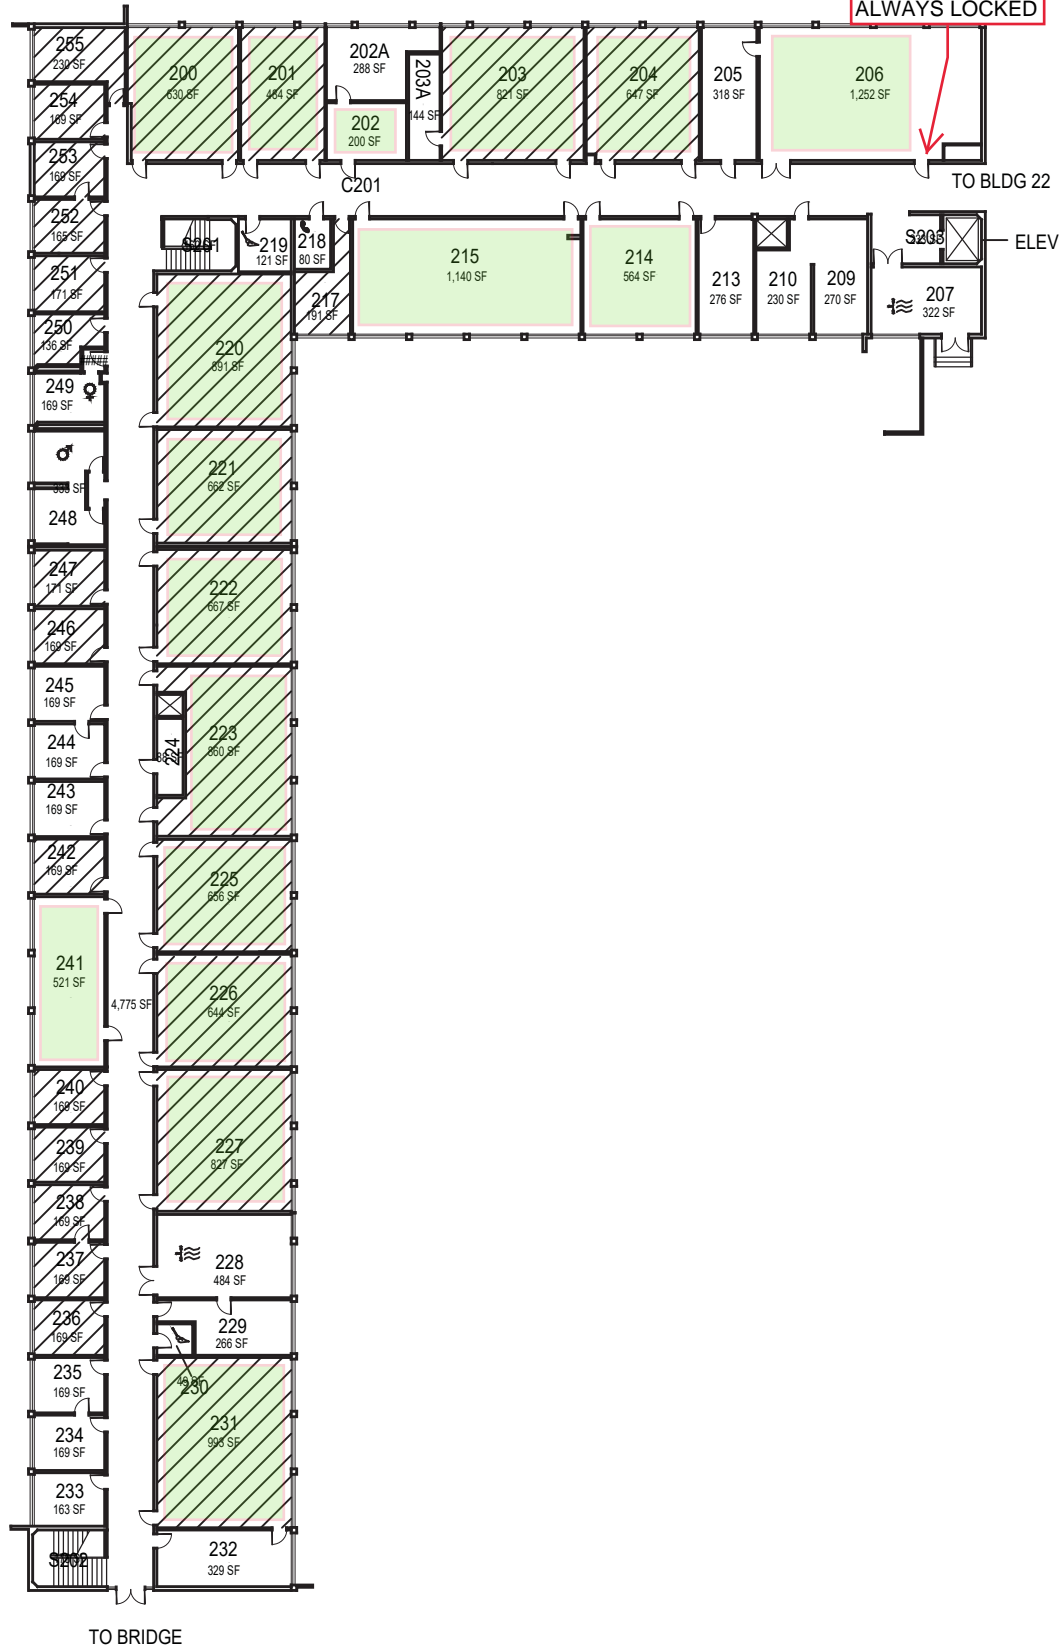 ALWAYS LOCKED
255
230 SF
200
630 SF
201
484 SF
202A
288 SF
203A
144 SF
203
821 SF
204
647 SF
205
318 SF
206
1,252 SF
202
200 SF
254
169 SF
253
169 SF
C201
TO BLDG 22
252
165 SF
S201
219
121 SF
218
80 SF
217
191 SF
215
1,140 SF
214
564 SF
213
276 SF
210
230 SF
209
270 SF
S203
ELEV
207
322 SF
251
171 SF
250
136 SF
#####
220
891 SF
249
169 SF
221
662 SF
248
247
171 SF
222
667 SF
246
169 SF
245
169 SF
244
169 SF
224
223
860 SF
243
169 SF
242
169 SF
225
656 SF
241
521 SF
4,775 SF
226
644 SF
240
169 SF
239
169 SF
227
827 SF
238
169 SF
237
169 SF
228
484 SF
236
169 SF
229
266 SF
235
169 SF
230
231
993 SF
234
169 SF
233
163 SF
S202
232
329 SF
TO BRIDGE